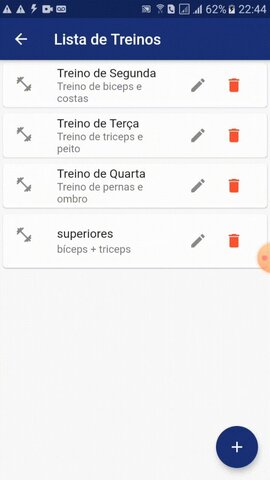 62% 22:44
Lista de Treinos
Treino de Segunda
Treino de biceps e
costas
Treino de Terça
Treino de triceps e
peito
Treino de Quarta
Treino de pernas e
ombro
superiores
bíceps + triceps